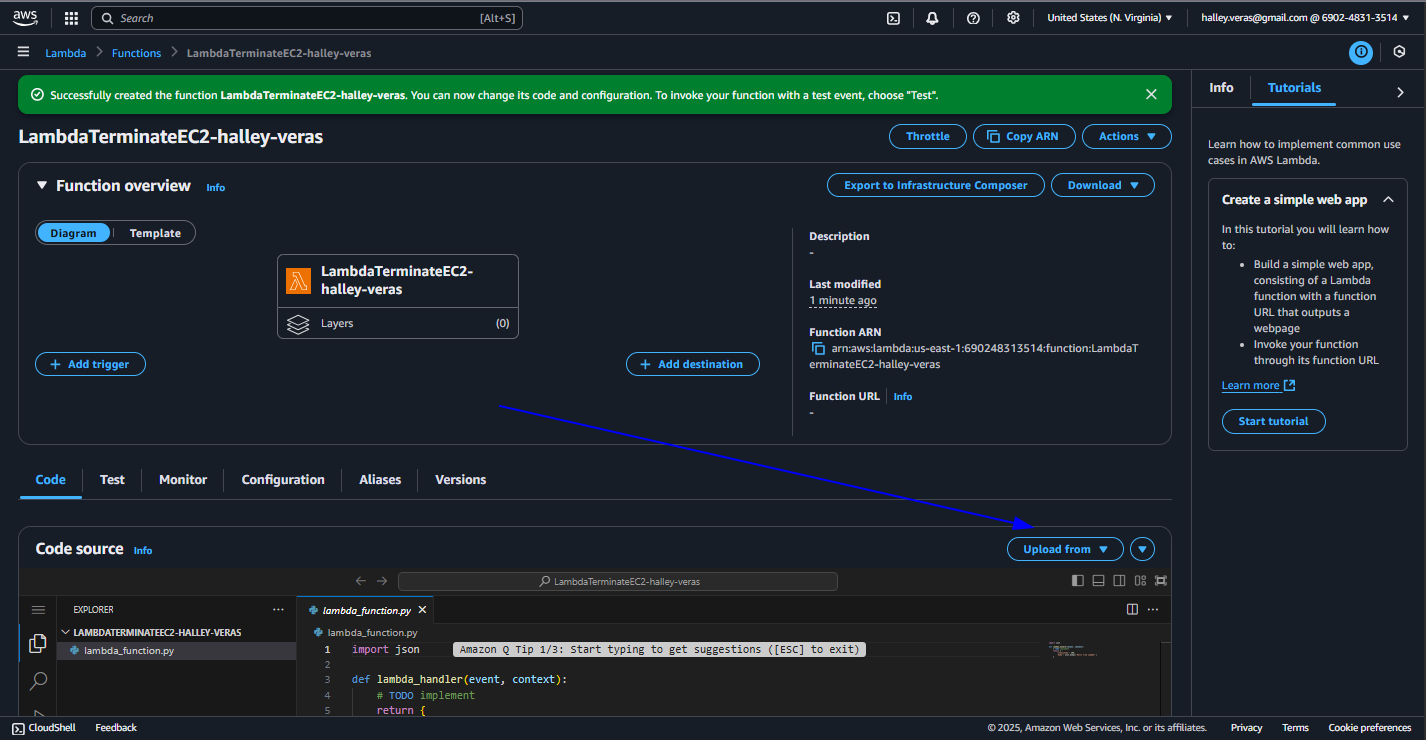 aws
Search [Alt+S]
United States (N. Virginia) halley.veras@gmail.com @ 6902-4831-3514
Lambda > Functions > LambdaTerminateEC2-halley-veras
Successfully created the function LambdaTerminateEC2-halley-veras. You can now change its code and configuration. To invoke your function with a test event, choose "Test".
LambdaTerminateEC2-halley-veras
Throttle Copy ARN Actions
Function overview Info
Export to Infrastructure Composer Download
Diagram Template
LambdaTerminateEC2-
halley-veras
Layers (0)
+ Add trigger
+ Add destination
Description
-
Last modified
1 minute ago
Function ARN
arn:aws:lambda:us-east-1:690248313514:function:LambdaT
erminateEC2-halley-veras
Function URL Info
-
Code Test Monitor Configuration Aliases Versions
Code source Info
Upload from
LambdaTerminateEC2-halley-veras
EXPLORER ...
LAMBDATERMINATEEC2-HALLEY-VERAS
lambda_function.py
lambda_function.py
lambda_function.py
1 import json Amazon Q Tip 1/3: Start typing to get suggestions ([ESC] to exit)
2
3 def lambda_handler(event, context):
4 # TODO implement
5 return {
Info Tutorials
Learn how to implement common use
cases in AWS Lambda.
Create a simple web app
In this tutorial you will learn how
to:
• Build a simple web app,
consisting of a Lambda
function with a function
URL that outputs a
webpage
• Invoke your function
through its function URL
Learn more
Start tutorial
CloudShell Feedback
© 2025, Amazon Web Services, Inc. or its affiliates. Privacy Terms Cookie preferences